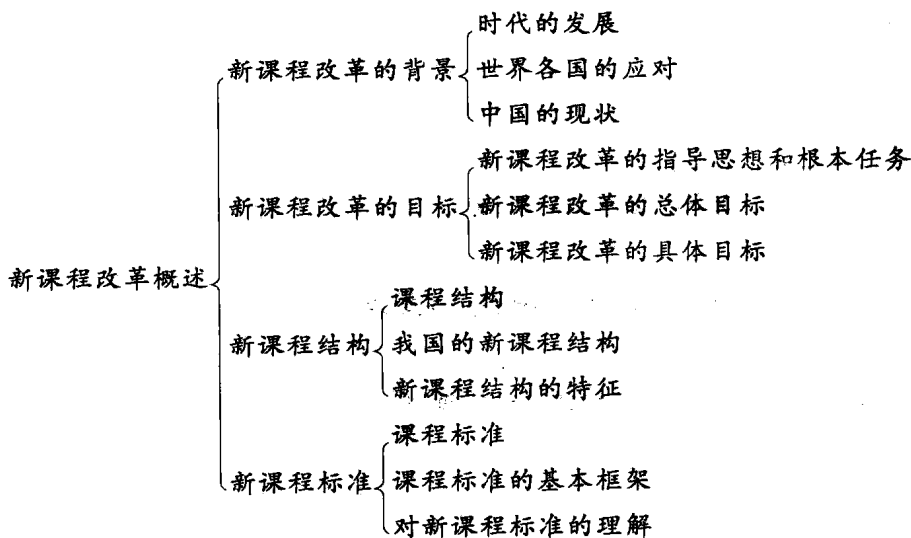 新课程改革概述
新课程改革的背景
时代的发展
世界各国的应对
中国的现状
新课程改革的目标
新课程改革的指导思想和根本任务
新课程改革的总体目标
新课程改革的具体目标
新课程结构
课程结构
我国的新课程结构
新课程结构的特征
新课程标准
课程标准
课程标准的基本框架
对新课程标准的理解